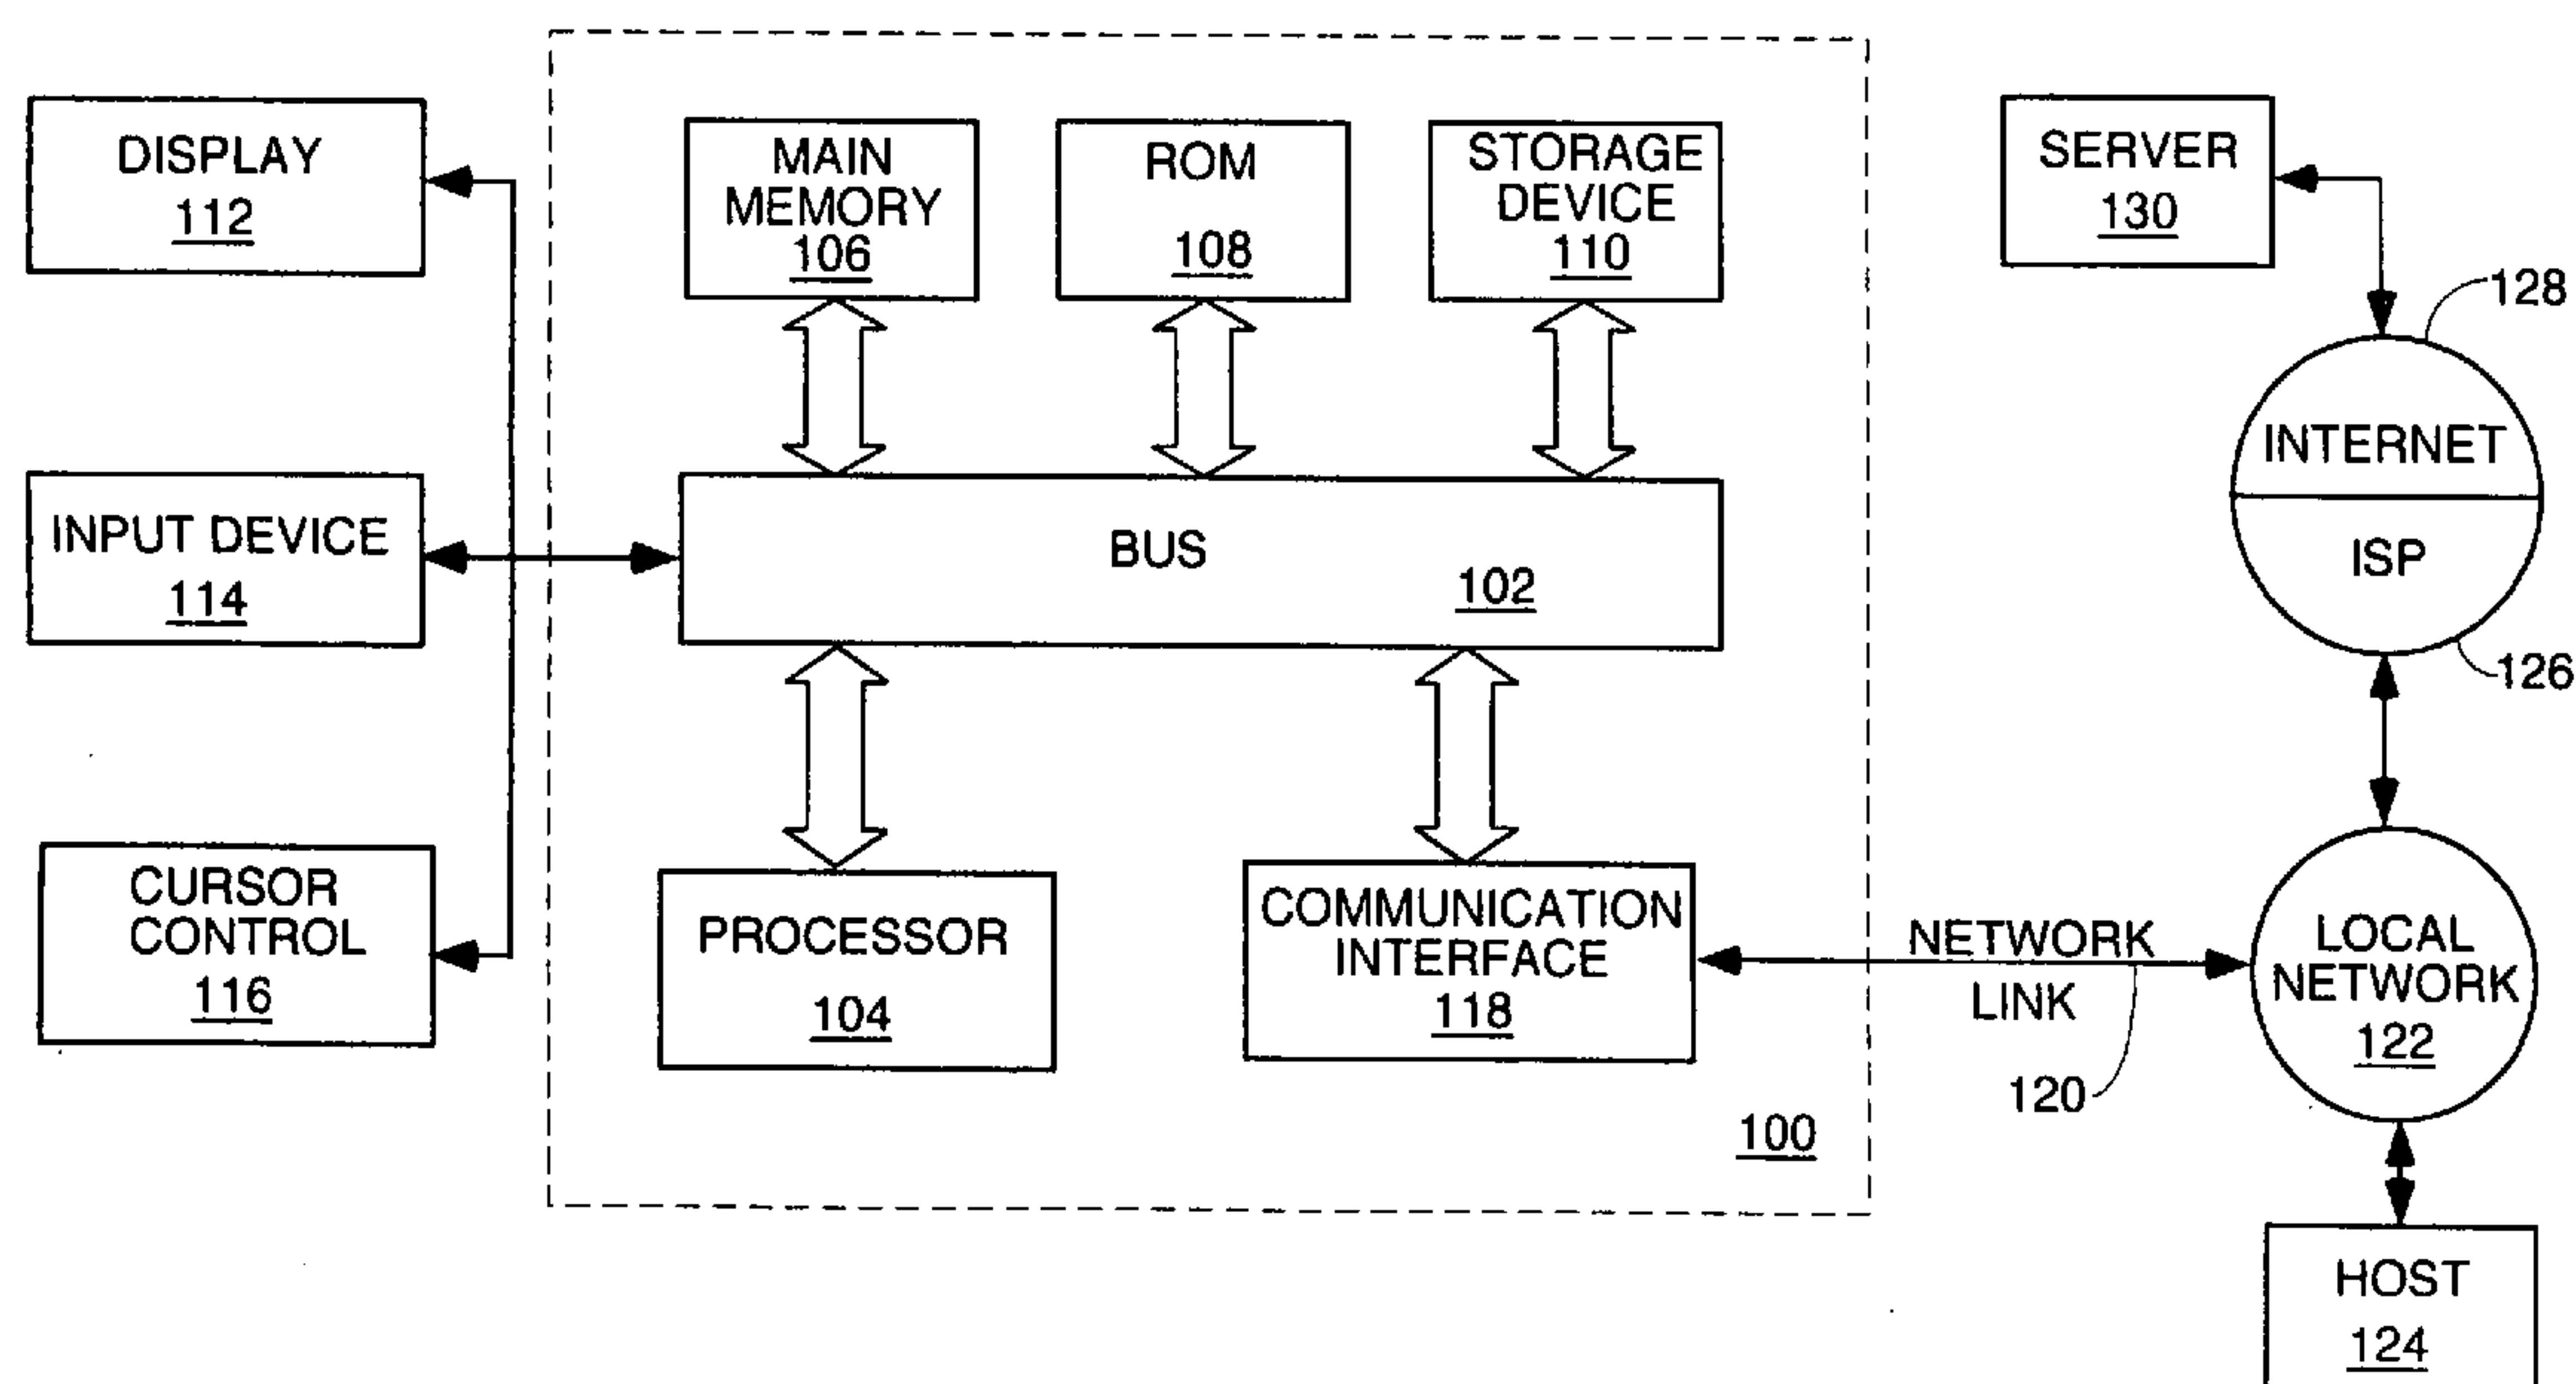 DISPLAY
112
INPUT DEVICE
114
CURSOR
CONTROL
116
MAIN
MEMORY
106
ROM
108
STORAGE
DEVICE
110
BUS
102
PROCESSOR
104
COMMUNICATION
INTERFACE
118
100
SERVER
130
128
INTERNET
ISP
126
NETWORK
LINK
120
LOCAL
NETWORK
122
HOST
124